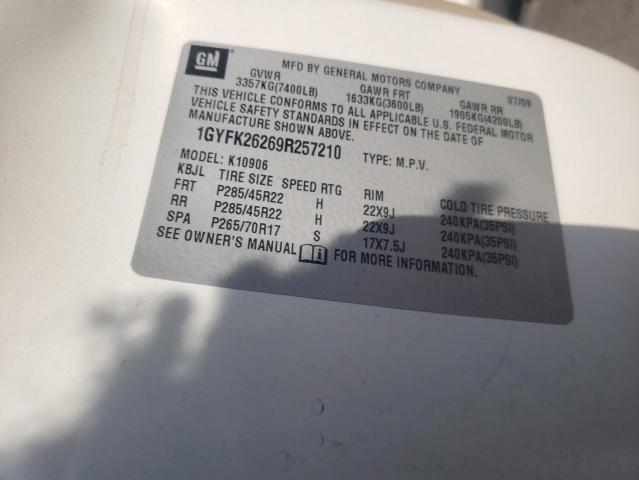 GM
MFD BY GENERAL MOTORS COMPANY 07/09
GVWR GAWR FRT GAWR RR
3357KG(7400LB) 1633KG(3600LB) 1905KG(4200LB)
THIS VEHICLE CONFORMS TO ALL APPLICABLE U.S. FEDERAL MOTOR
VEHICLE SAFETY STANDARDS IN EFFECT ON THE DATE OF
MANUFACTURE SHOWN ABOVE.
1GYFK26269R257210 TYPE: M.P.V.
MODEL: K10906
KBJL TIRE SIZE SPEED RTG RIM COLD TIRE PRESSURE
FRT P285/45R22 H 22X9J 240KPA(35PSI)
RR P285/45R22 H 22X9J 240KPA(35PSI)
SPA P265/70R17 S 17X7.5J 240KPA(35PSI)
SEE OWNER'S MANUAL i FOR MORE INFORMATION.